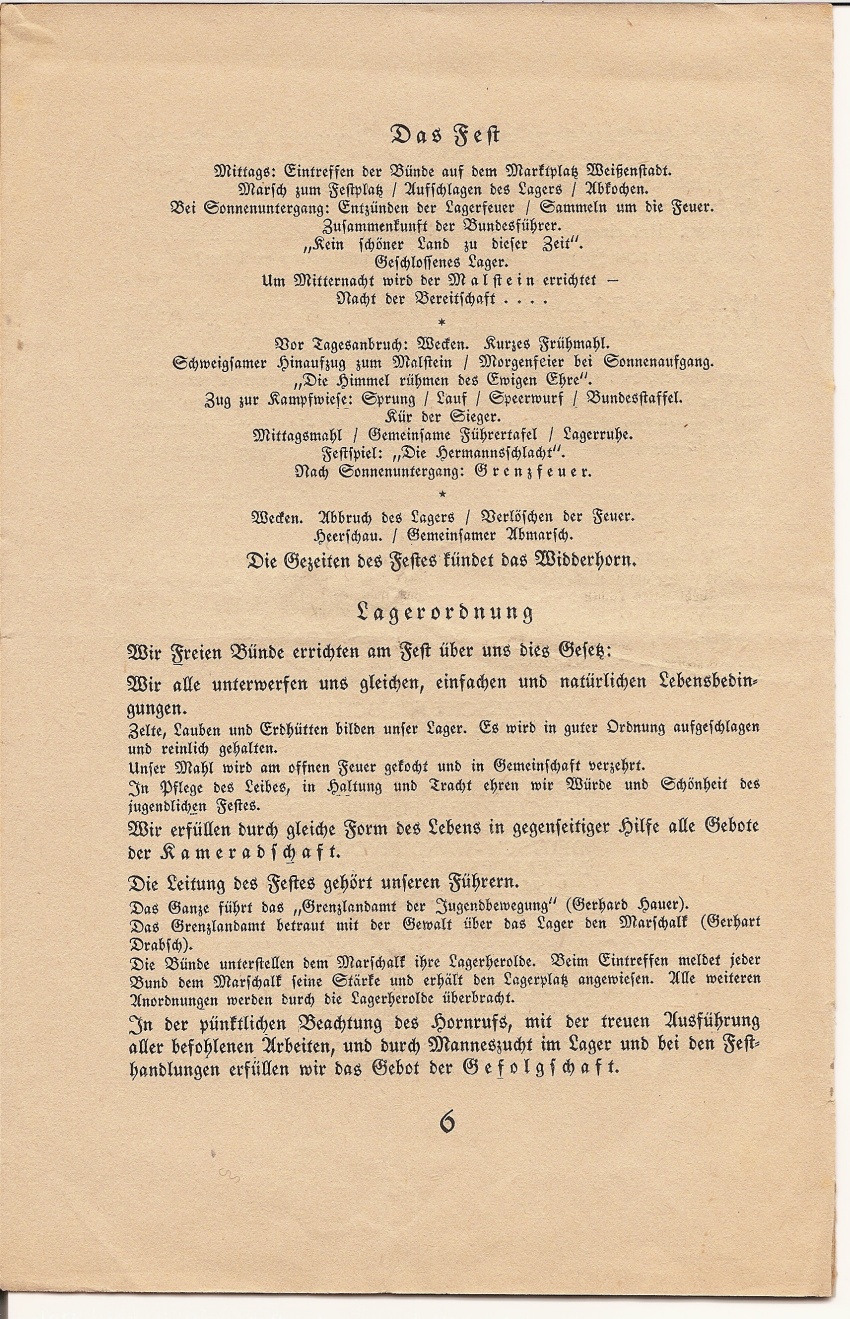 Das Fest
Mittags: Eintreffen der Bünde auf dem Marktplatz Weißenstadt.
Marsch zum Festplatz / Aufschlagen des Lagers / Abkochen.
Bei Sonnenuntergang: Entzünden der Lagerfeuer / Sammeln um die Feuer.
Zusammenkunft der Bundesführer.
„Kein schöner Land zu dieser Zeit“.
Geschlossenes Lager.
Um Mitternacht wird der Malstein errichtet —
Nacht der Bereitschaft . . . .
*
Vor Tagesanbruch: Wecken. Kurzes Frühmahl.
Schweigsamer Hinaufzug zum Malstein / Morgenfeier bei Sonnenaufgang.
„Die Himmel rühmen des Ewigen Ehre“.
Zug zur Kampfwiese: Sprung / Lauf / Speerwurf / Bundesstaffel.
Kür der Sieger.
Mittagsmahl / Gemeinsame Führertafel / Lagerruhe.
Festspiel: „Die Hermannsschlacht“.
Nach Sonnenuntergang: Grenzfeuer.
*
Wecken. Abbruch des Lagers / Verlöschen der Feuer.
Heerschau. / Gemeinsamer Abmarsch.
Die Gezeiten des Festes kündet das Widderhorn.
Lagerordnung
Wir Freien Bünde errichten am Fest über uns dies Gesetz:
Wir alle unterwerfen uns gleichen, einfachen und natürlichen Lebensbedin-
gungen.
Zelte, Lauben und Erdhütten bilden unser Lager. Es wird in guter Ordnung aufgeschlagen
und reinlich gehalten.
Unser Mahl wird am offnen Feuer gekocht und in Gemeinschaft verzehrt.
In Pflege des Leibes, in Haltung und Tracht ehren wir Würde und Schönheit des
jugendlichen Festes.
Wir erfüllen durch gleiche Form des Lebens in gegenseitiger Hilfe alle Gebote
der Kameradschaft.
Die Leitung des Festes gehört unseren Führern.
Das Ganze führt das „Grenzlandamt der Jugendbewegung“ (Gerhard Hauer).
Das Grenzlandamt betraut mit der Gewalt über das Lager den Marschalk (Gerhart
Drabsch).
Die Bünde unterstellen dem Marschalk ihre Lagerherolde. Beim Eintreffen meldet jeder
Bund dem Marschalk seine Stärke und erhält den Lagerplatz angewiesen. Alle weiteren
Anordnungen werden durch die Lagerherolde überbracht.
In der pünktlichen Beachtung des Hornrufs, mit der treuen Ausführung
aller befohlenen Arbeiten, und durch Manneszucht im Lager und bei den Fest-
handlungen erfüllen wir das Gebot der Gefolgschaft.
6